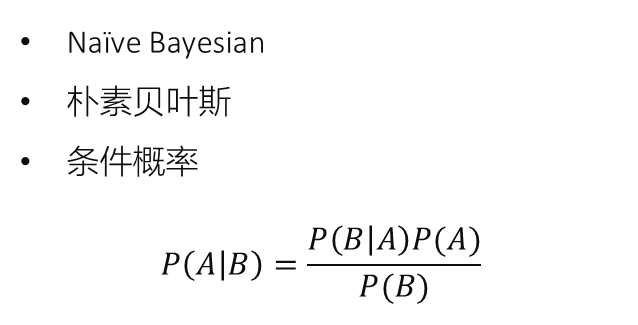 • Naïve Bayesian
• 朴素贝叶斯
• 条件概率
P(A|B) = P(B|A)P(A) / P(B)